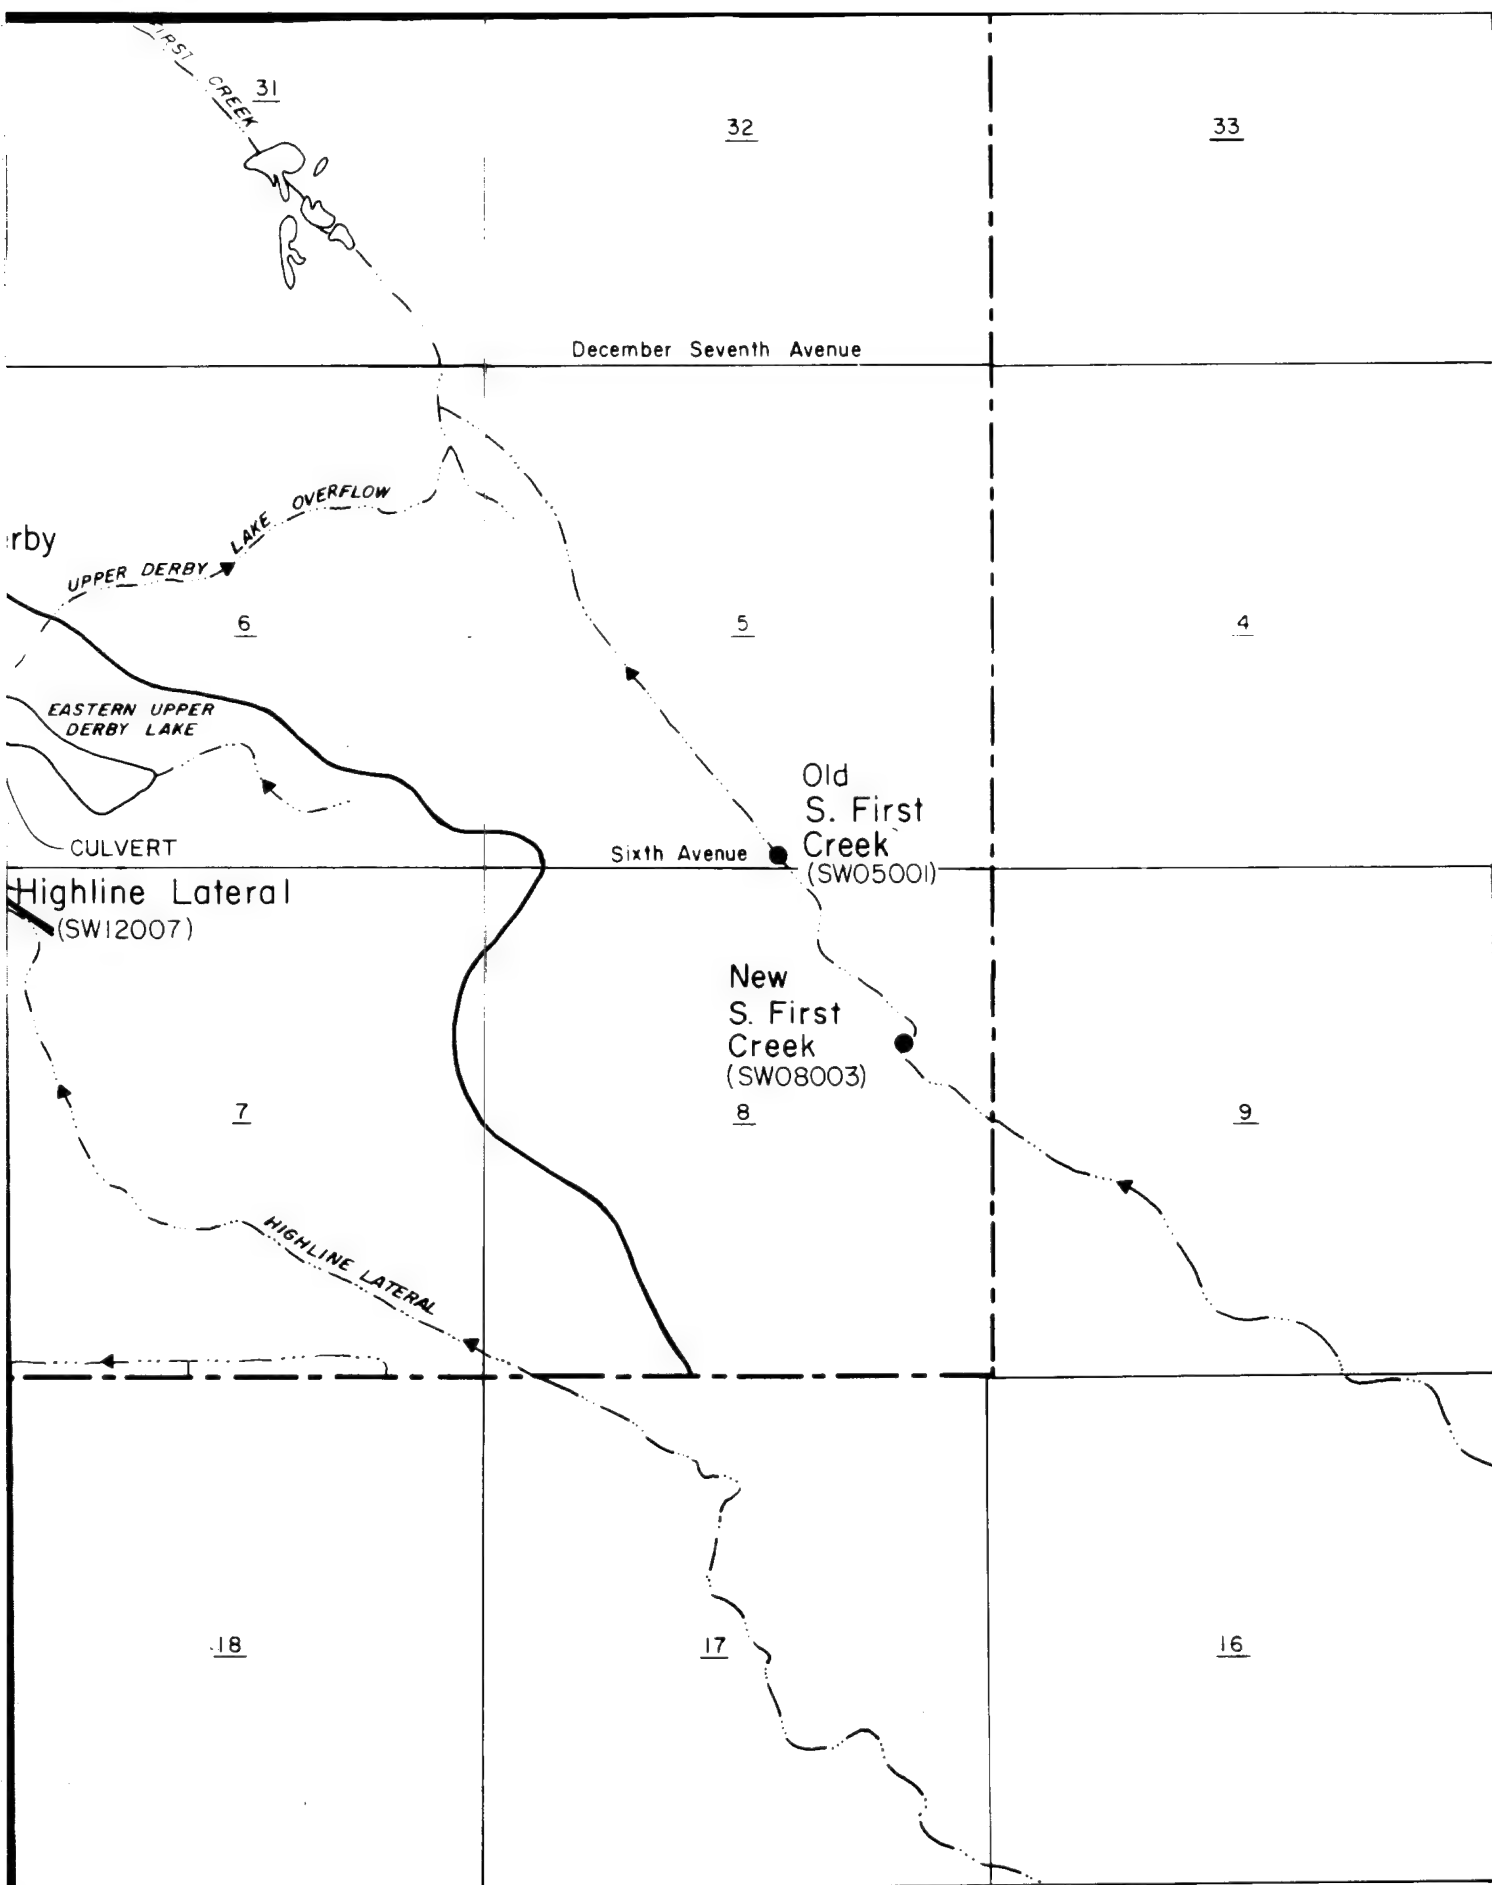 FIRST CREEK
31
32
33
December Seventh Avenue
UPPER DERBY LAKE OVERFLOW
rby
6
5
4
EASTERN UPPER
DERBY LAKE
Old
S. First
Creek
(SW05001)
CULVERT
Sixth Avenue
Highline Lateral
(SW12007)
New
S. First
Creek
(SW08003)
7
8
9
HIGHLINE LATERAL
18
17
16